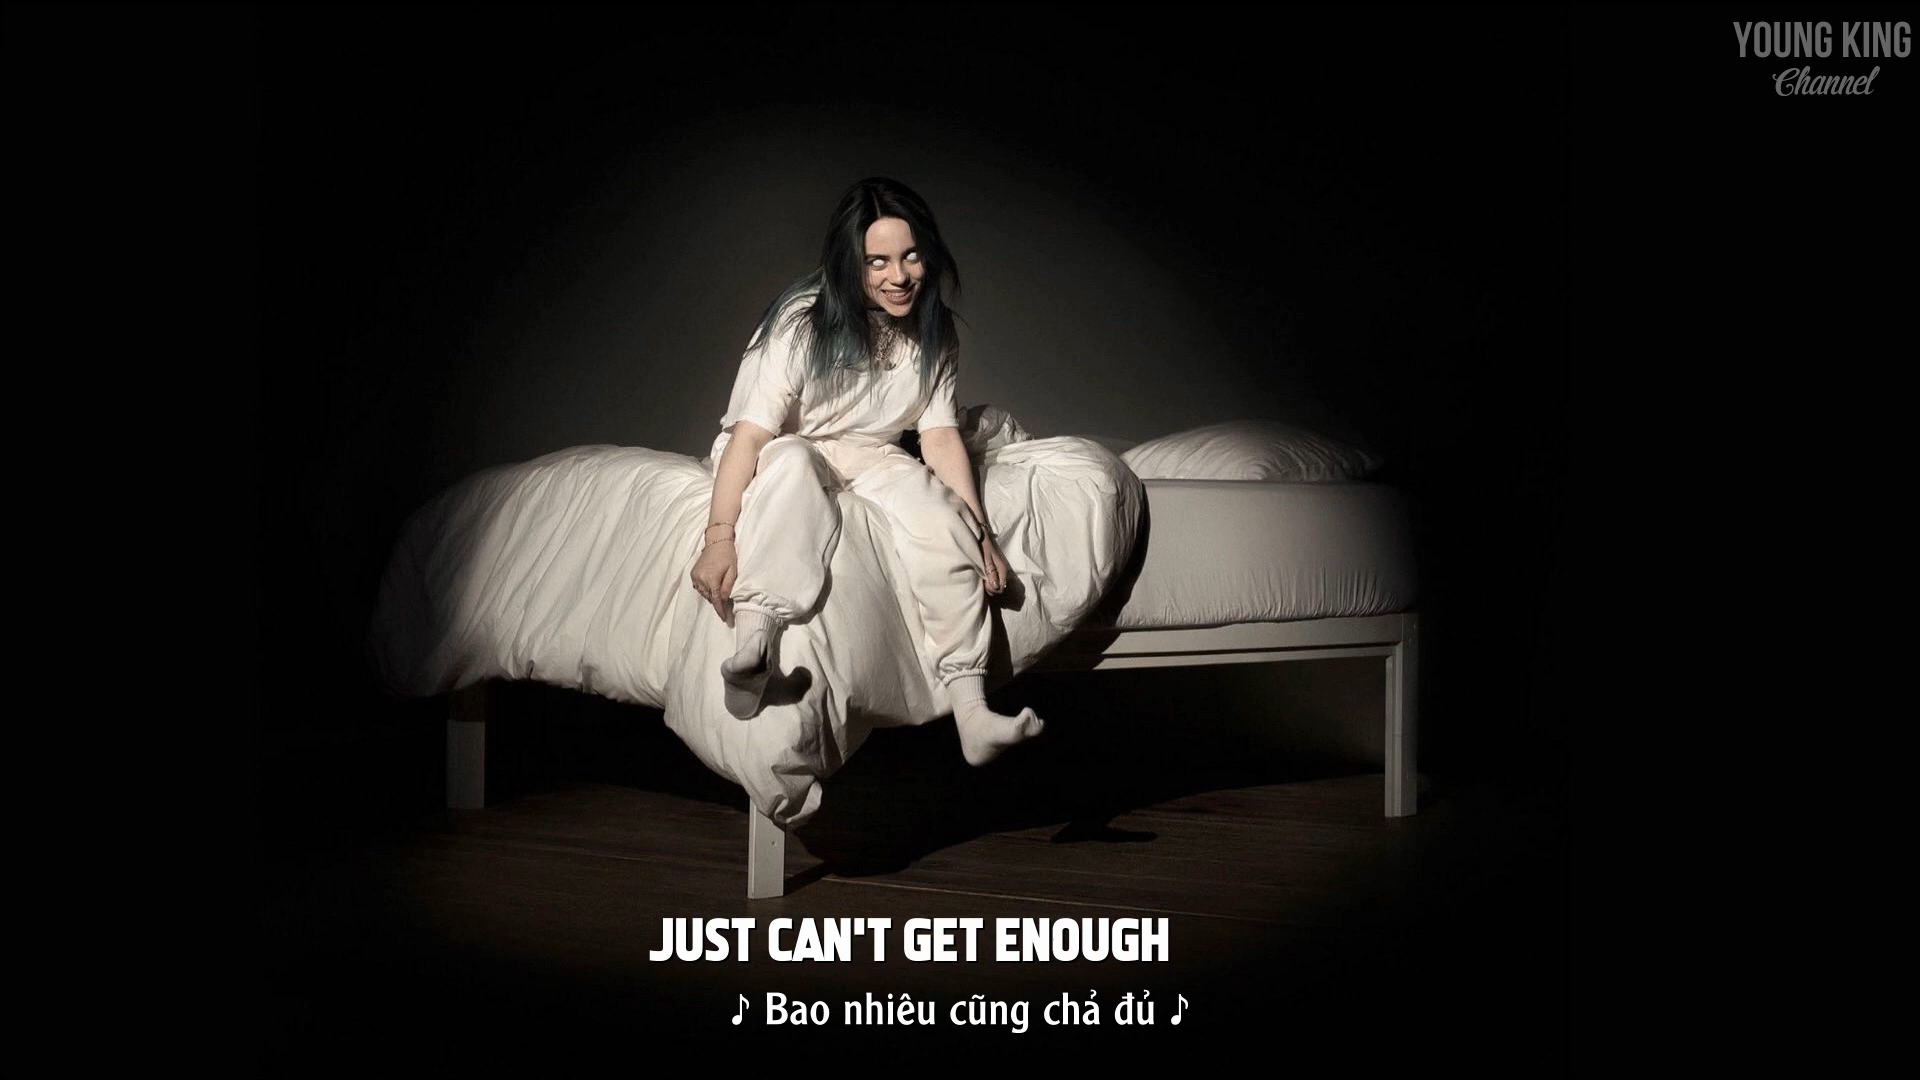 YOUNG KING
Channel
JUST CAN'T GET ENOUGH
♪ Bao nhiêu cũng chả đủ ♪